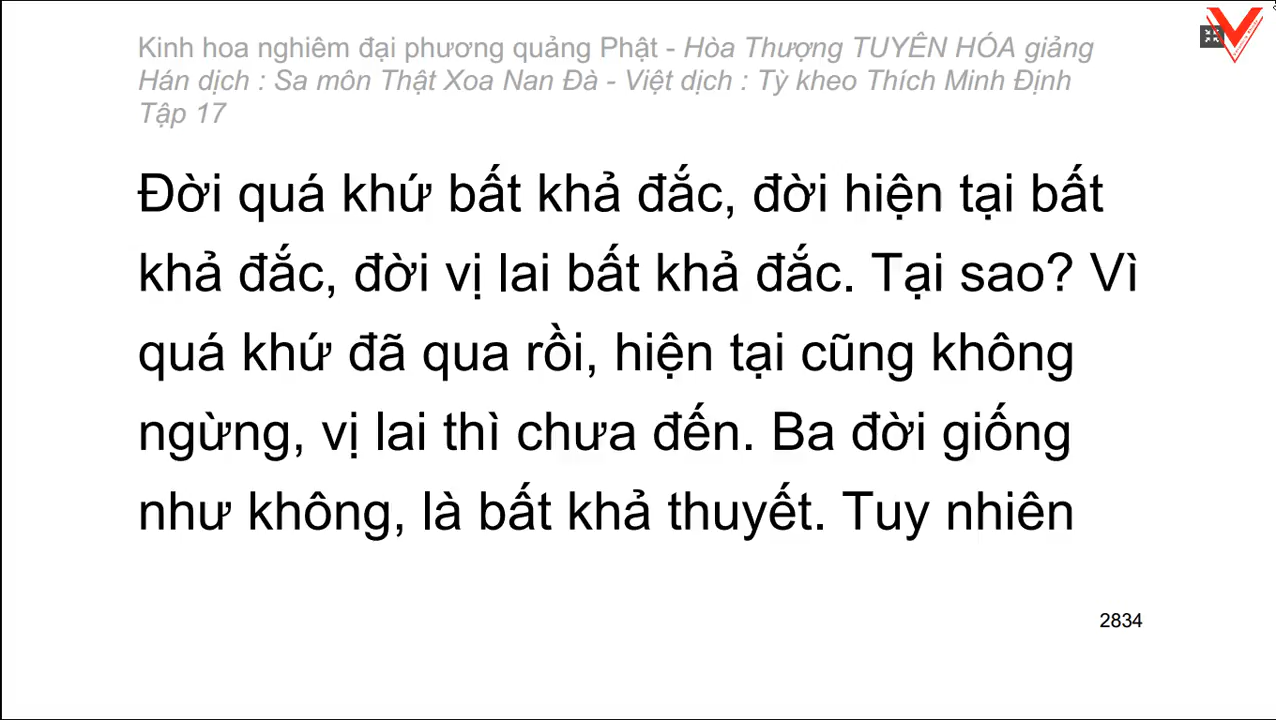 Kinh hoa nghiêm đại phương quảng Phật - Hòa Thượng TUYÊN HÓA giảng
Hán dịch : Sa môn Thật Xoa Nan Đà - Việt dịch : Tỳ kheo Thích Minh Định
Tập 17
Đời quá khứ bất khả đắc, đời hiện tại bất
khả đắc, đời vị lai bất khả đắc. Tại sao? Vì
quá khứ đã qua rồi, hiện tại cũng không
ngừng, vị lai thì chưa đến. Ba đời giống
như không, là bất khả thuyết. Tuy nhiên
2834